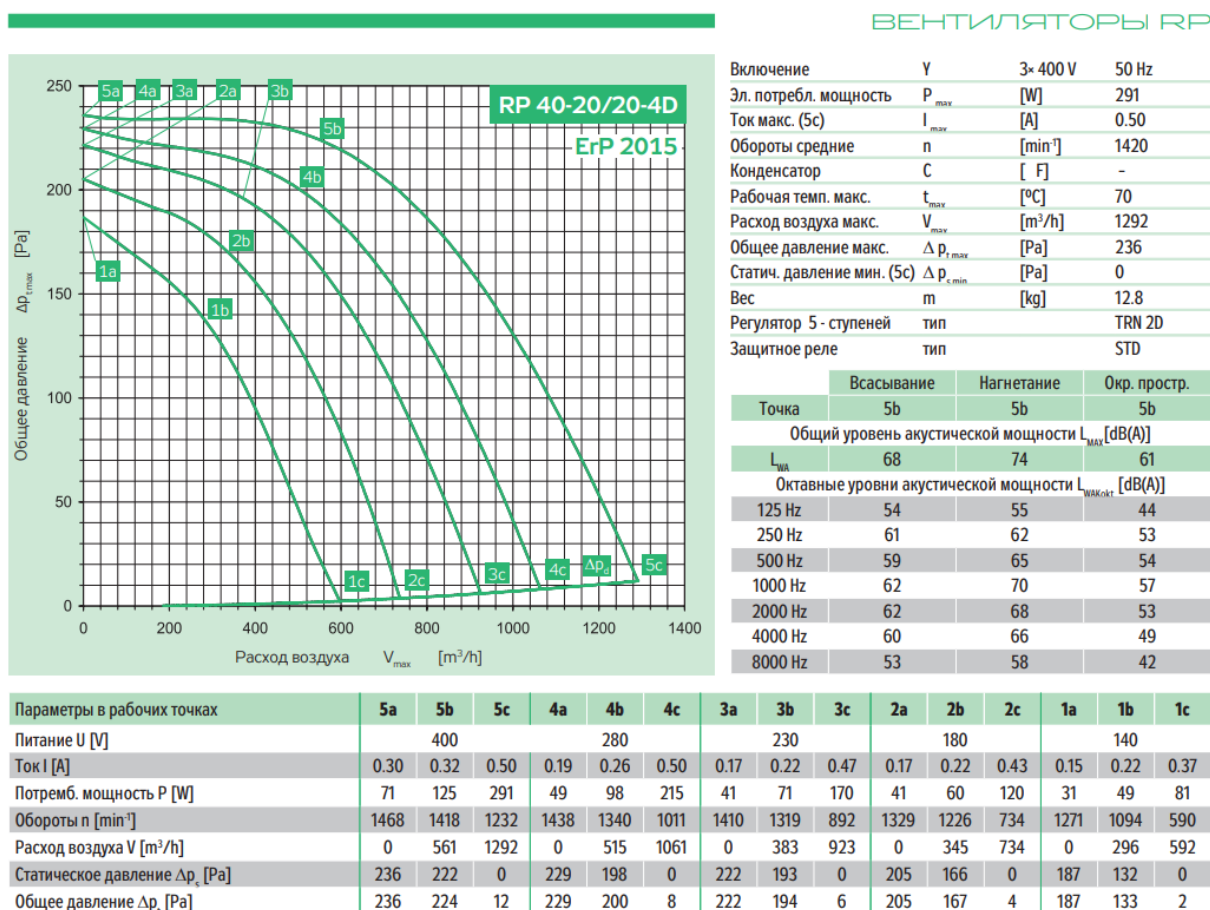 ВЕНТИЛЯТОРЫ RP
RP 40-20/20-4D
ErP 2015
5a 4a 3a 2a 3b
5b
4b
2b
1a
1b
1c 2c 3c 4c Δp_d 5c
250
200
150
100
50
0
0 200 400 600 800 1000 1200 1400
Общее давление Δp_t max [Pa]
Расход воздуха V_max [m³/h]
Включение Y 3× 400 V 50 Hz
Эл. потребл. мощность P_max [W] 291
Ток макс. (5c) I_max [A] 0.50
Обороты средние n [min⁻¹] 1420
Конденсатор C [ F] –
Рабочая темп. макс. t_max [ºC] 70
Расход воздуха макс. V_max [m³/h] 1292
Общее давление макс. Δ p_t max [Pa] 236
Статич. давление мин. (5c) Δ p_s min [Pa] 0
Вес m [kg] 12.8
Регулятор 5 - ступеней тип TRN 2D
Защитное реле тип STD
Всасывание Нагнетание Окр. простр.
Точка 5b 5b 5b
Общий уровень акустической мощности L_MAX [dB(A)]
L_WA 68 74 61
Октавные уровни акустической мощности L_WAKokt [dB(A)]
125 Hz 54 55 44
250 Hz 61 62 53
500 Hz 59 65 54
1000 Hz 62 70 57
2000 Hz 62 68 53
4000 Hz 60 66 49
8000 Hz 53 58 42
Параметры в рабочих точках 5a 5b 5c 4a 4b 4c 3a 3b 3c 2a 2b 2c 1a 1b 1c
Питание U [V] 400 280 230 180 140
Ток I [A] 0.30 0.32 0.50 0.19 0.26 0.50 0.17 0.22 0.47 0.17 0.22 0.43 0.15 0.22 0.37
Потремб. мощность P [W] 71 125 291 49 98 215 41 71 170 41 60 120 31 49 81
Обороты n [min⁻¹] 1468 1418 1232 1438 1340 1011 1410 1319 892 1329 1226 734 1271 1094 590
Расход воздуха V [m³/h] 0 561 1292 0 515 1061 0 383 923 0 345 734 0 296 592
Статическое давление Δp_s [Pa] 236 222 0 229 198 0 222 193 0 205 166 0 187 132 0
Общее давление Δp_t [Pa] 236 224 12 229 200 8 222 194 6 205 167 4 187 133 2